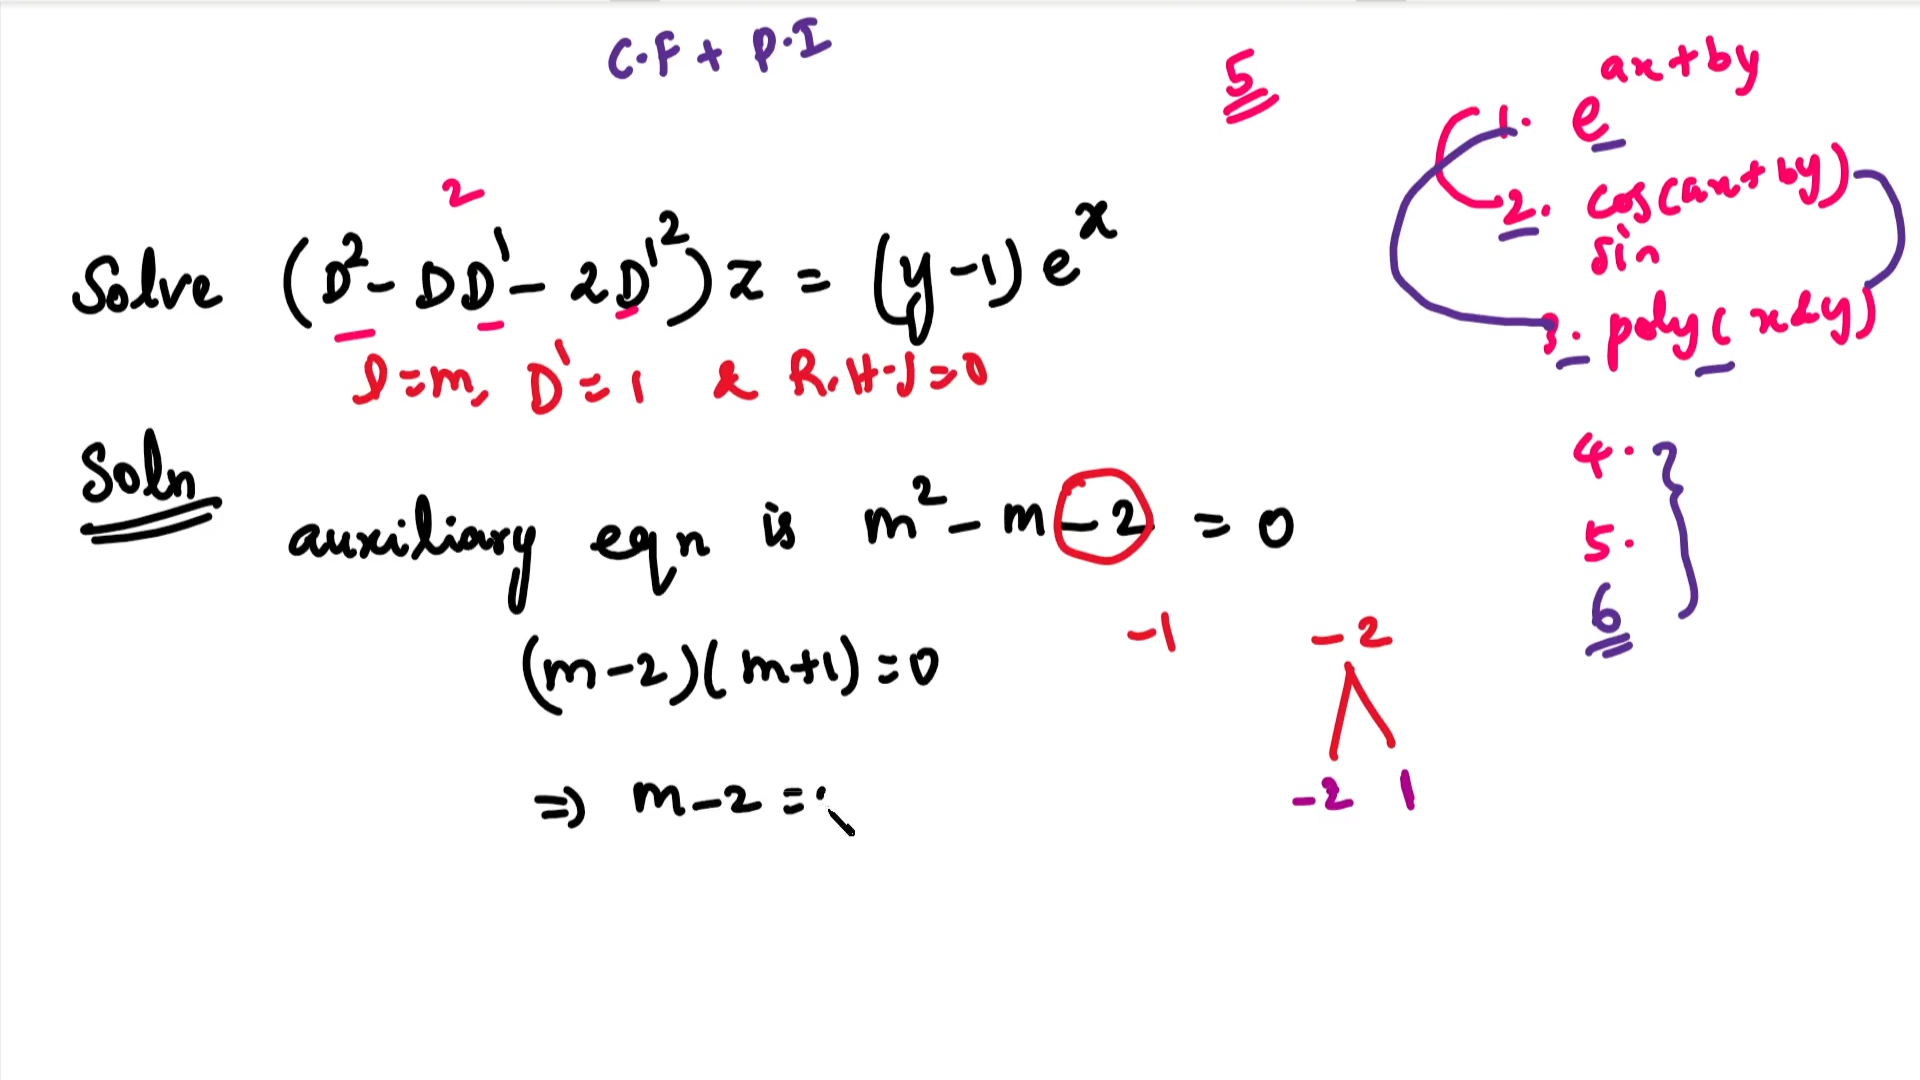 C.F + P.I
5
1. e^{ax+by}
2. cos(ax+by)
sin
3. poly(x&y)
2
Solve (D² - DD' - 2D'²) z = (y-1) e^x
D=m, D'=1 & R.H.S=0
Soln
auxiliary eqn is m² - m - 2 = 0
4.
5.
6
(m-2)(m+1)=0
-1
-2
-2 1
⇒ m-2=